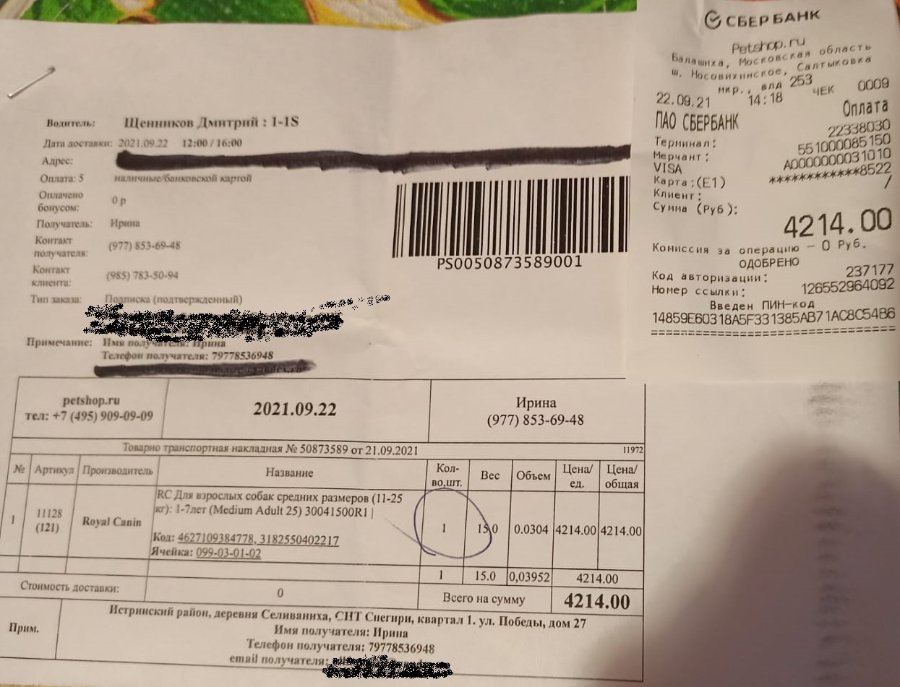 Водитель: Щенников Дмитрий : 1-1S
Дата доставки: 2021.09.22 12:00 / 16:00
Адрес:
Оплата: 5 наличные/банковской картой
Оплачено бонусом: 0 р
Получатель: Ирина
Контакт получателя: (977) 853-69-48
Контакт клиента: (985) 783-50-94
Тип заказа: Подписка (подтвержденный)
Примечание: Имя получателя: Ирина
Телефон получателя: 79778536948
PS0050873589001
СБЕРБАНК
Petshop.ru
Балашиха, Московская область
ш. Носовихинское, Салтыковка
мкр., влд 253
22.09.21 14:18 ЧЕК 0009
ПАО СБЕРБАНК Оплата
Терминал: 22338030
Мерчант: 551000085150
VISA A0000000031010
Карта:(E1) ************8522
Клиент: /
Сумма (Руб):
4214.00
Комиссия за операцию – 0 Руб.
ОДОБРЕНО
Код авторизации: 237177
Номер ссылки: 126552964092
Введен ПИН-код
14859E60318A5F331385AB71AC8C54B6
petshop.ru
тел: +7 (495) 909-09-09
2021.09.22
Ирина
(977) 853-69-48
Товарно транспортная накладная № 50873589 от 21.09.2021 11972
№ Артикул Производитель Название Кол-во,шт. Вес Объем Цена/ед. Цена/общая
1 11128 (121) Royal Canin
RC Для взрослых собак средних размеров (11-25
кг): 1-7лет (Medium Adult 25) 30041500R1 |
Код: 4627109384778, 3182550402217
Ячейка: 099-03-01-02
1 15.0 0.0304 4214.00 4214.00
1 15.0 0,03952 4214.00
Стоимость доставки: 0 Всего на сумму 4214.00
Прим.
Истринский район, деревня Селиваниха, СНТ Снегири, квартал 1. ул. Победы, дом 27
Имя получателя: Ирина
Телефон получателя: 79778536948
email получателя: